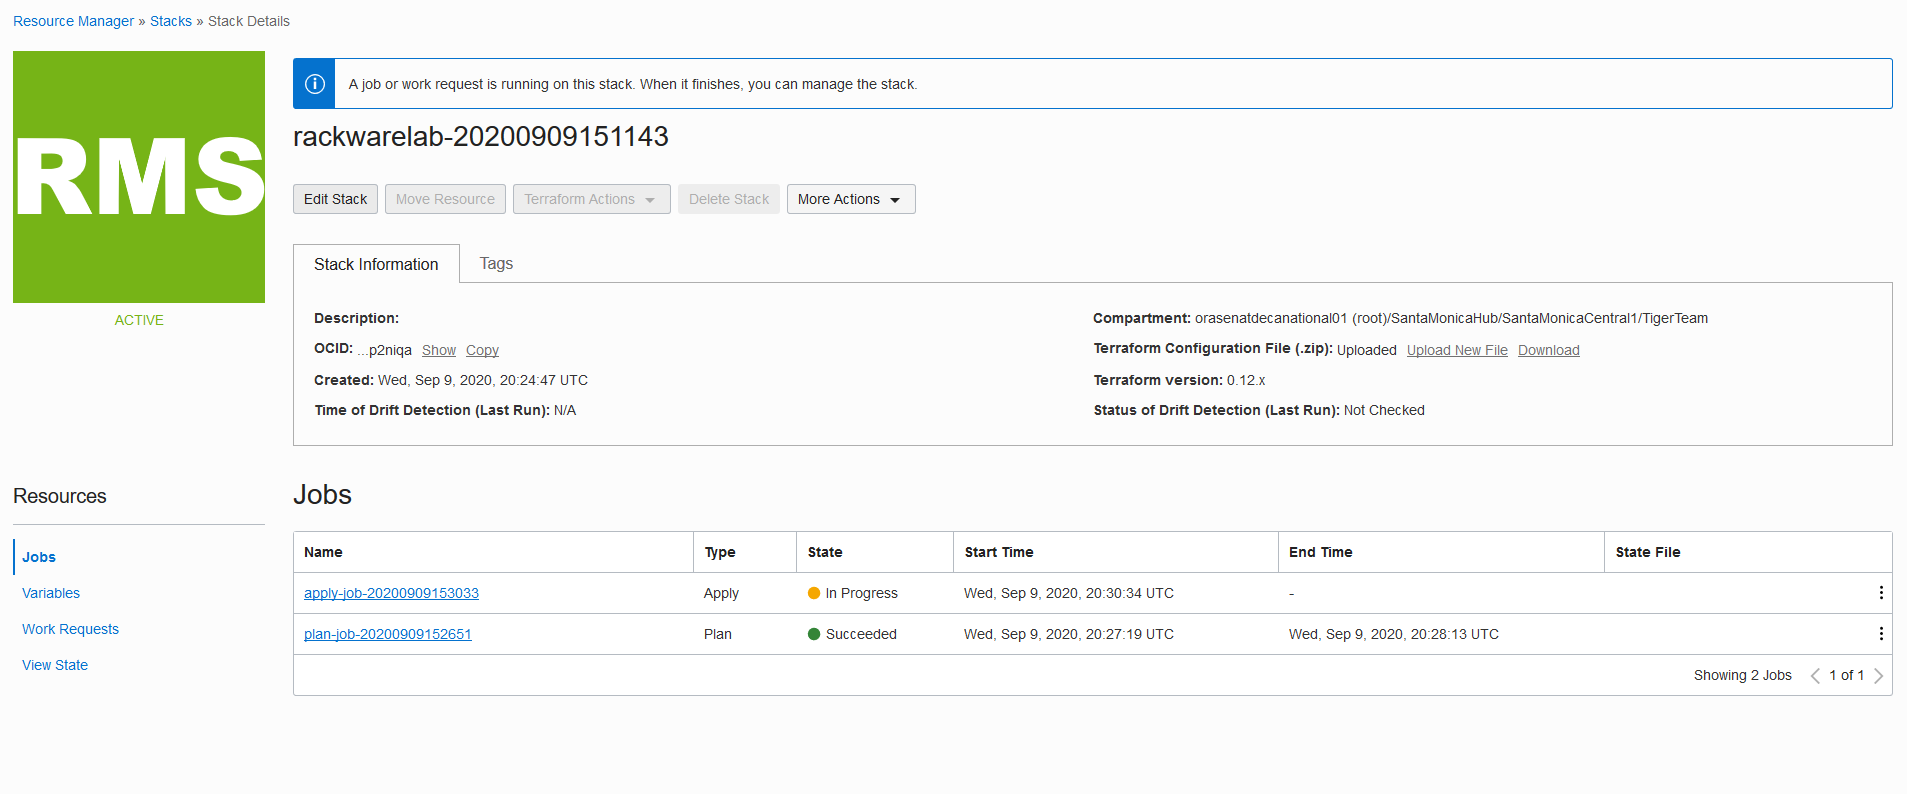 Resource Manager » Stacks » Stack Details
RMS
ACTIVE
A job or work request is running on this stack. When it finishes, you can manage the stack.
rackwarelab-20200909151143
Edit Stack Move Resource Terraform Actions Delete Stack More Actions
Stack Information Tags
Description:
OCID: ...p2niqa Show Copy
Created: Wed, Sep 9, 2020, 20:24:47 UTC
Time of Drift Detection (Last Run): N/A
Compartment: orasenatdecanational01 (root)/SantaMonicaHub/SantaMonicaCentral1/TigerTeam
Terraform Configuration File (.zip): Uploaded Upload New File Download
Terraform version: 0.12.x
Status of Drift Detection (Last Run): Not Checked
Resources
Jobs
Variables
Work Requests
View State
Jobs
Name Type State Start Time End Time State File
apply-job-20200909153033 Apply In Progress Wed, Sep 9, 2020, 20:30:34 UTC -
plan-job-20200909152651 Plan Succeeded Wed, Sep 9, 2020, 20:27:19 UTC Wed, Sep 9, 2020, 20:28:13 UTC
Showing 2 Jobs 1 of 1